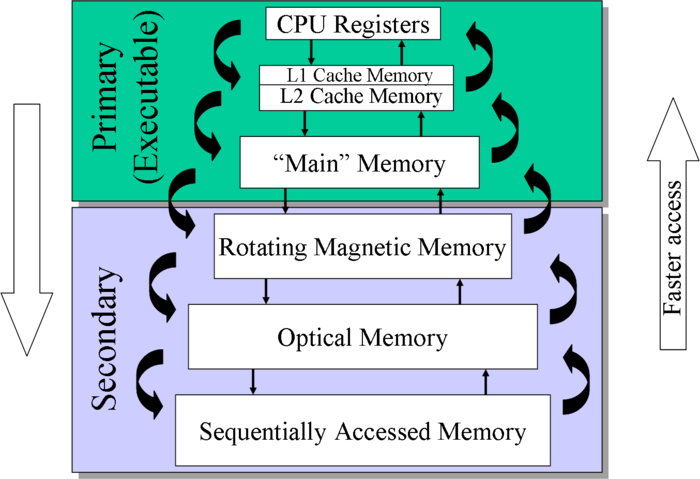 CPU Registers
L1 Cache Memory
L2 Cache Memory
“Main” Memory
Rotating Magnetic Memory
Optical Memory
Sequentially Accessed Memory
Primary
(Executable)
Secondary
Faster access